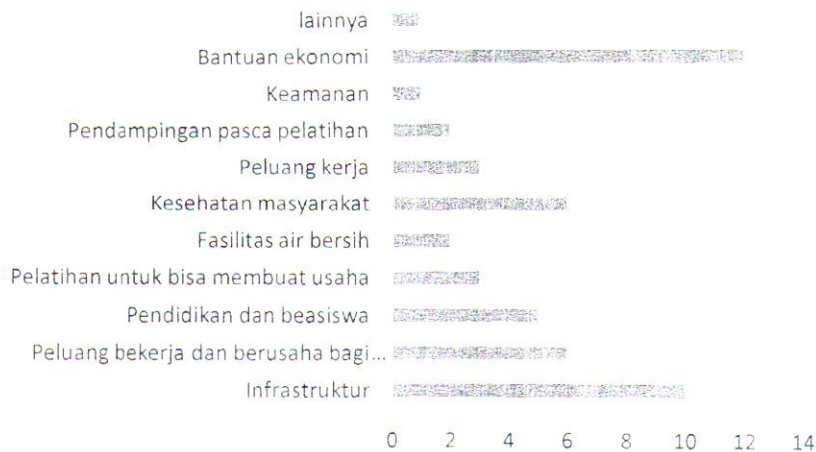 lainnya
Bantuan ekonomi
Keamanan
Pendampingan pasca pelatihan
Peluang kerja
Kesehatan masyarakat
Fasilitas air bersih
Pelatihan untuk bisa membuat usaha
Pendidikan dan beasiswa
Peluang bekerja dan berusaha bagi...
Infrastruktur
0 2 4 6 8 10 12 14